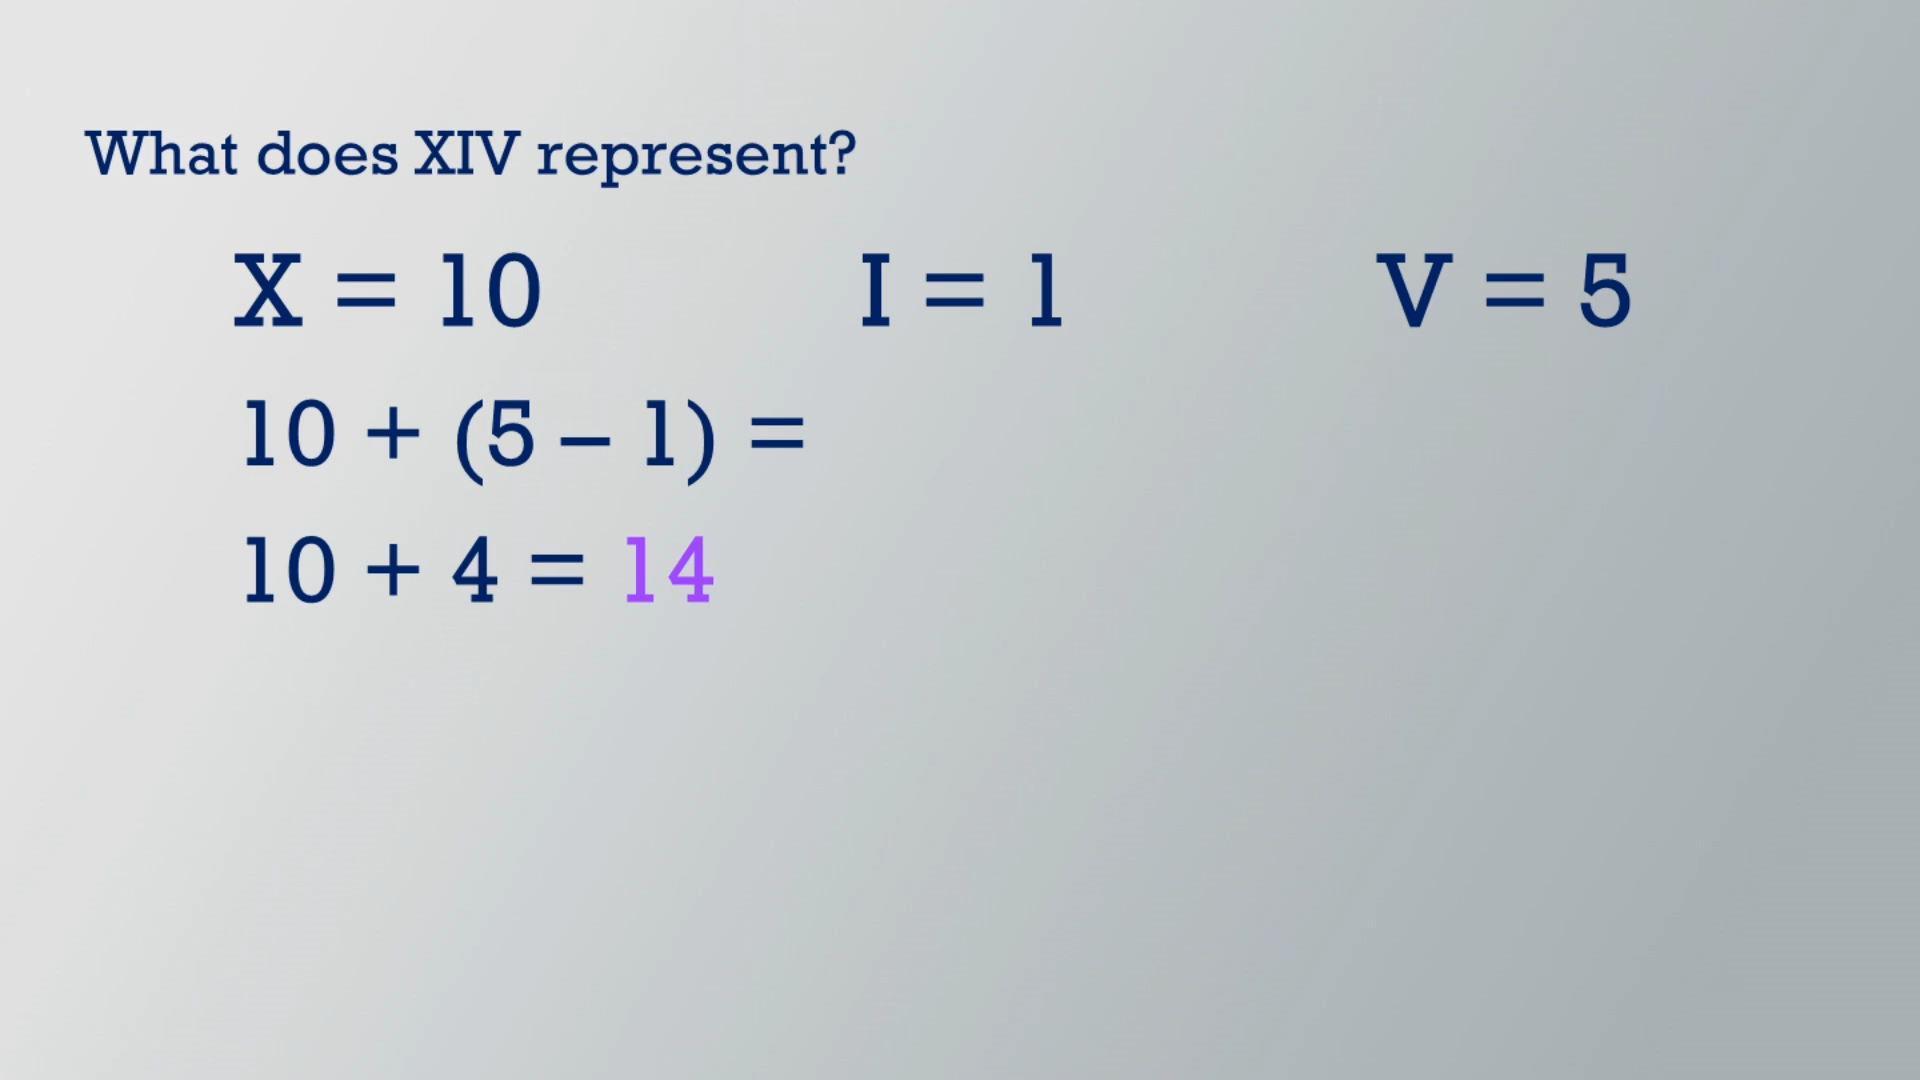 What does XIV represent?
X = 10 I = 1 V = 5
10 + (5 – 1) =
10 + 4 = 14